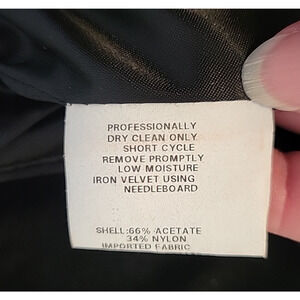 PROFESSIONALLY
DRY CLEAN ONLY
SHORT CYCLE
REMOVE PROMPTLY
LOW MOISTURE
IRON VELVET USING
NEEDLEBOARD
SHELL:66% ACETATE
34% NYLON
IMPORTED FABRIC